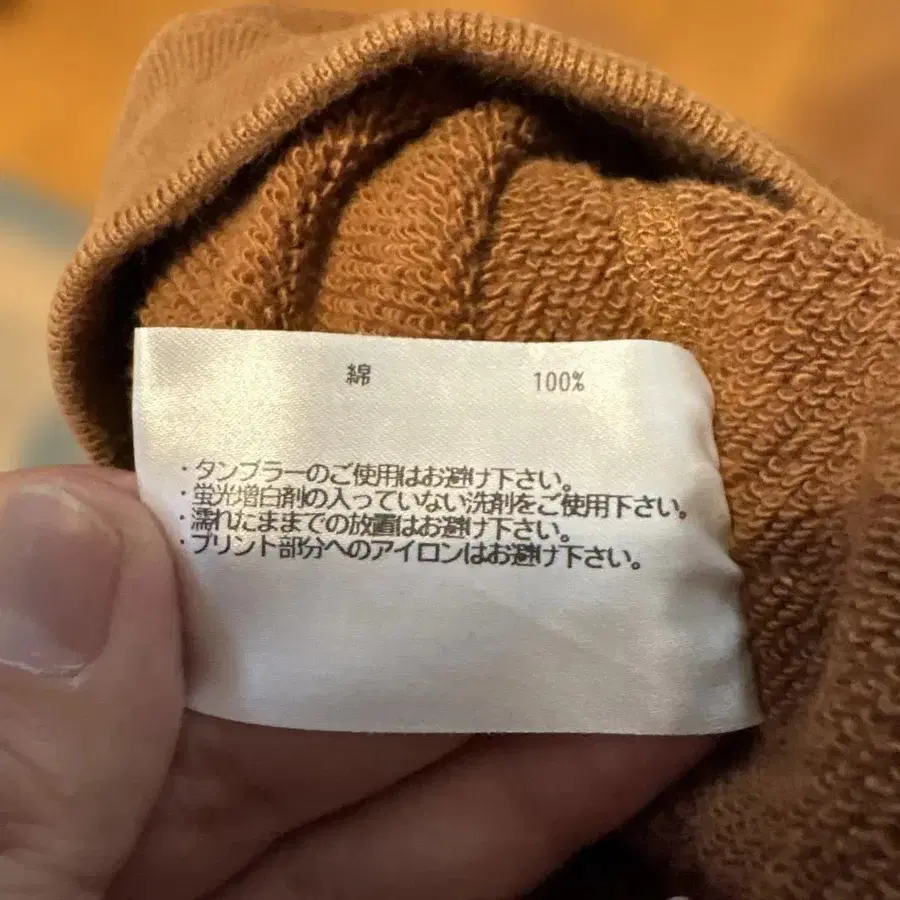 綿 100%
・タンブラーのご使用はお避け下さい。
・蛍光増白剤の入っていない洗剤をご使用下さい。
・濡れたままでの放置はお避け下さい。
・プリント部分へのアイロンはお避け下さい。